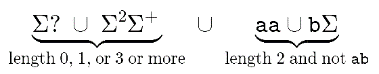 Σ? ∪ Σ²Σ⁺ ∪ aa ∪ bΣ
length 0, 1, or 3 or more length 2 and not ab